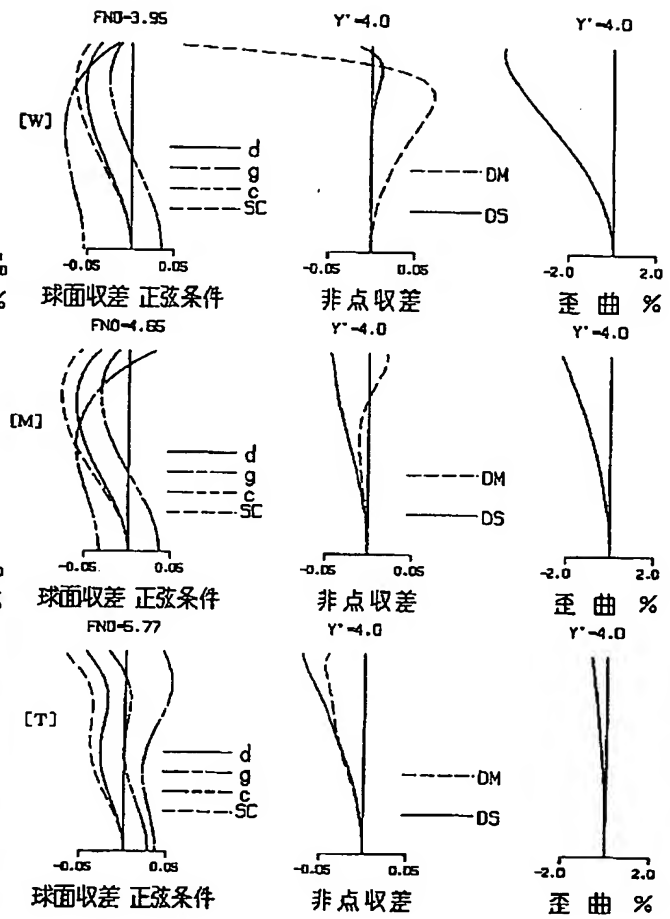 FNO=3.95 Y'=4.0 Y'=4.0
[W]
d
g
c
SC
DM
DS
-0.05 0.05 -0.05 0.05 -2.0 2.0
球面収差 正弦条件 非点収差 歪曲 %
FNO=4.65 Y'=4.0 Y'=4.0
[M]
d
g
c
SC
DM
DS
-0.05 0.05 -0.05 0.05 -2.0 2.0
球面収差 正弦条件 非点収差 歪曲 %
FNO=5.77 Y'=4.0 Y'=4.0
[T]
d
g
c
SC
DM
DS
-0.05 0.05 -0.05 0.05 -2.0 2.0
球面収差 正弦条件 非点収差 歪曲 %